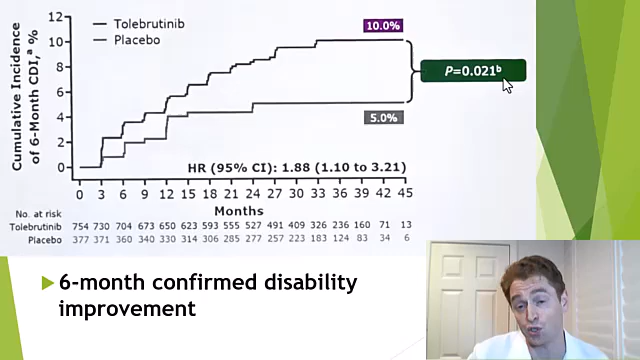 12
10
8
6
4
2
0
Cumulative Incidence
of 6-Month CDI,ᵃ %
Tolebrutinib
Placebo
10.0%
P=0.021ᵇ
5.0%
HR (95% CI): 1.88 (1.10 to 3.21)
0 3 6 9 12 15 18 21 24 27 30 33 36 39 42 45
Months
No. at risk
Tolebrutinib 754 730 704 673 650 623 593 555 527 491 409 326 236 160 71 13
Placebo 377 371 360 340 330 314 306 285 277 257 223 183 124 83 34 6
6-month confirmed disability
improvement